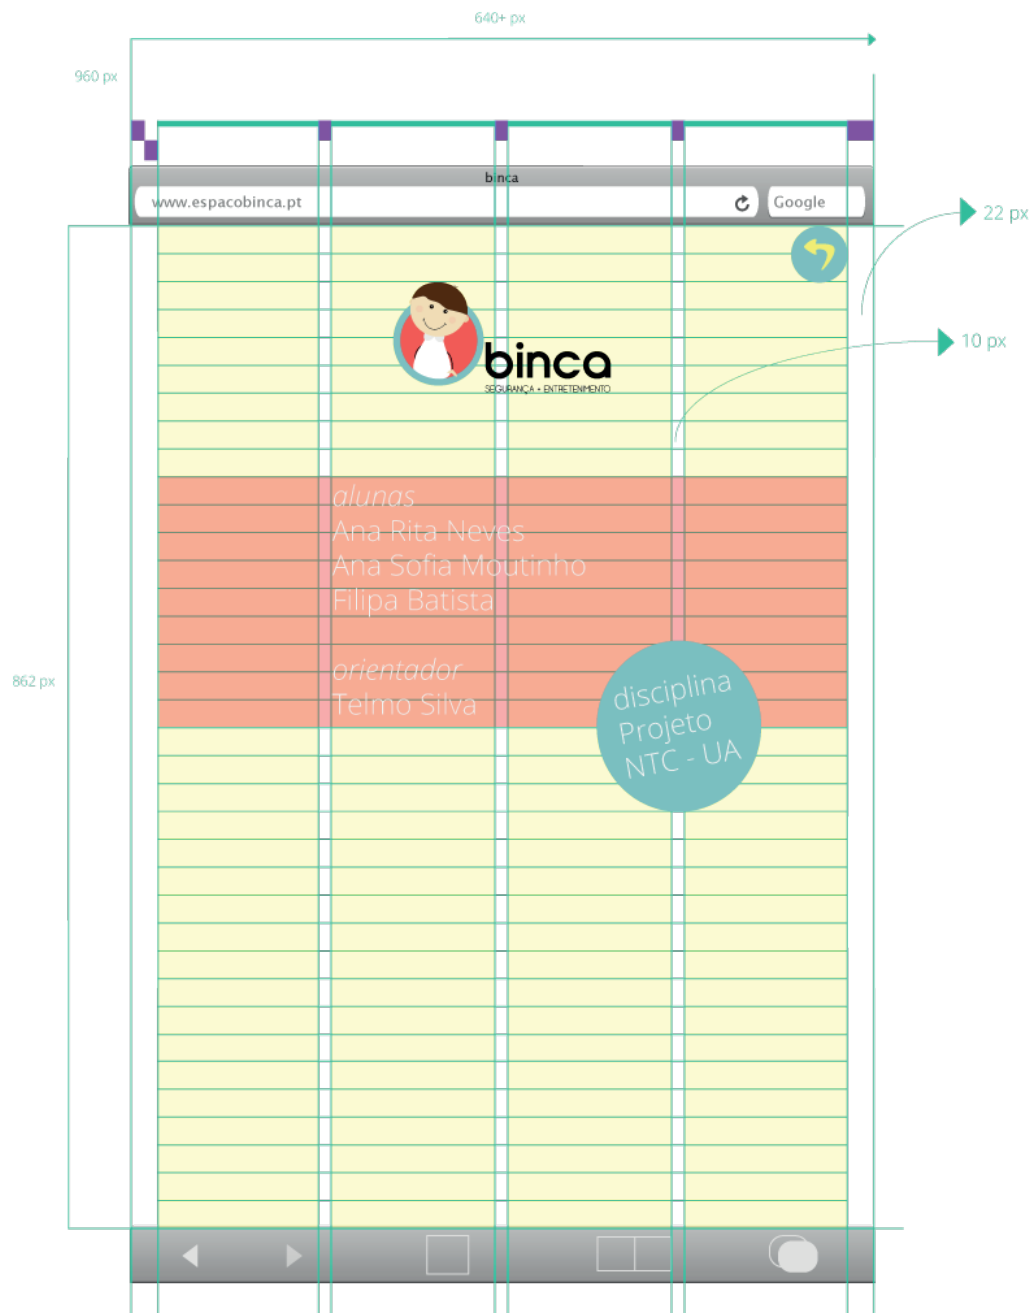 640+ px
960 px
binca
www.espacobinca.pt
Google
22 px
10 px
binca
SEGURANÇA + ENTRETENIMENTO
alunas
Ana Rita Neves
Ana Sofia Moutinho
Filipa Batista
orientador
Telmo Silva
disciplina
Projeto
NTC - UA
862 px